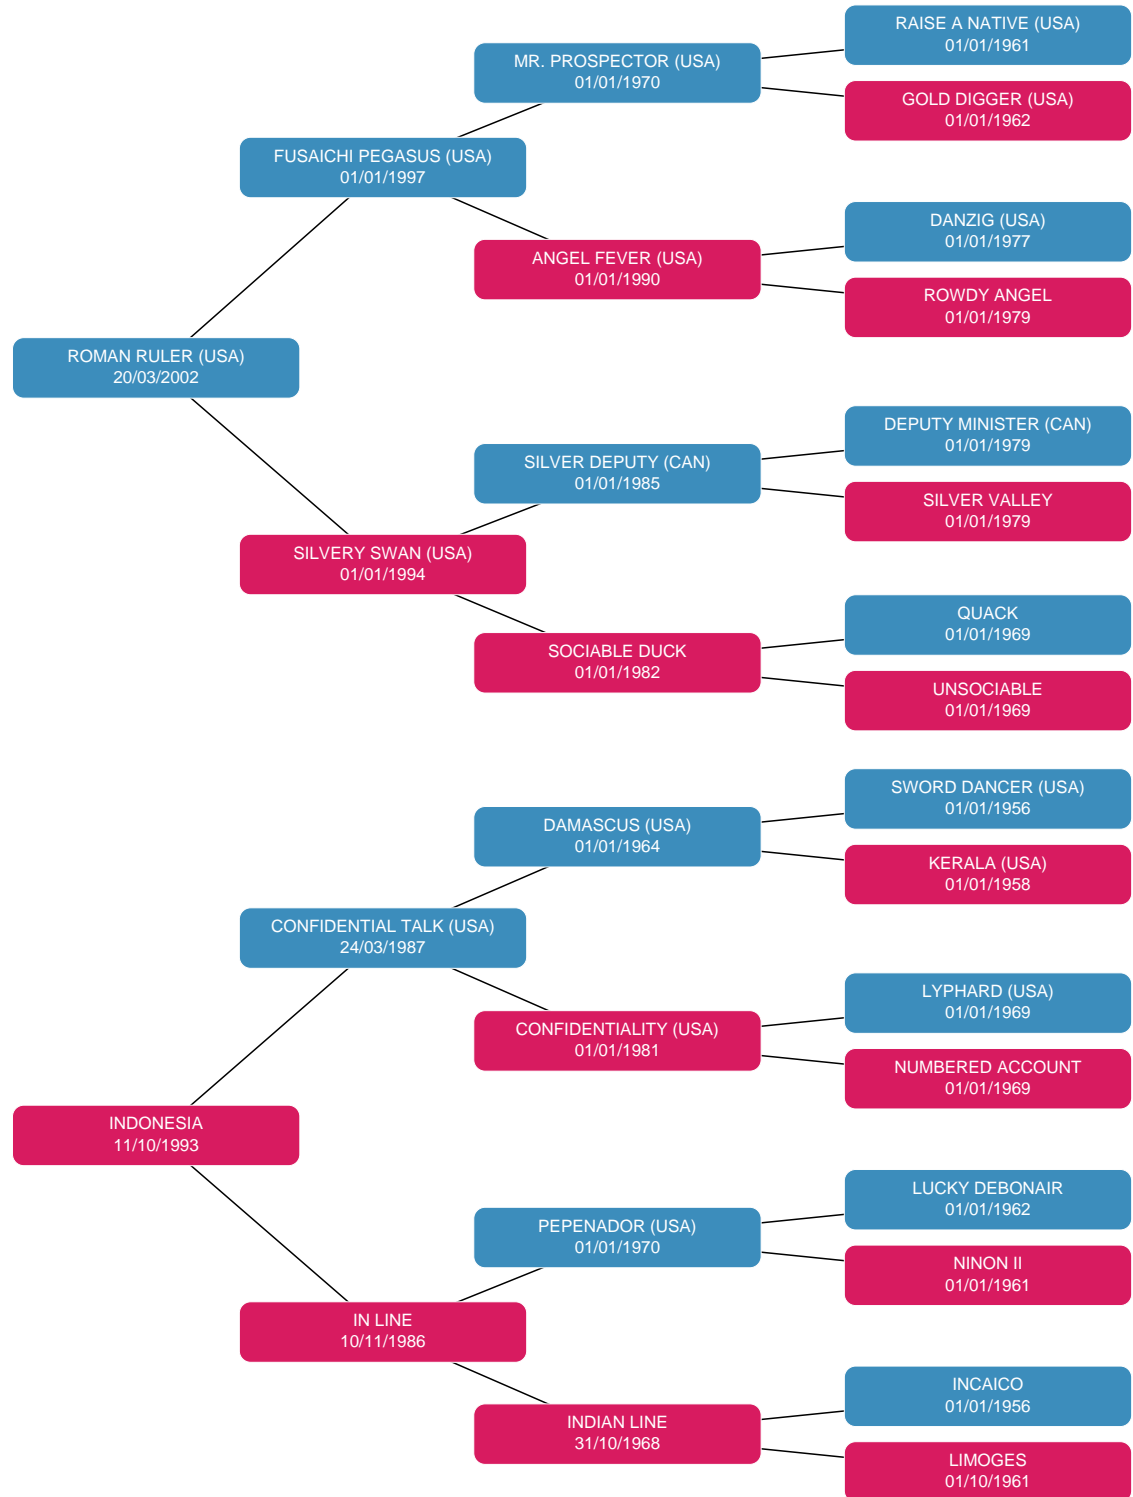 RAISE A NATIVE (USA)
01/01/1961
MR. PROSPECTOR (USA)
01/01/1970
GOLD DIGGER (USA)
01/01/1962
FUSAICHI PEGASUS (USA)
01/01/1997
DANZIG (USA)
01/01/1977
ANGEL FEVER (USA)
01/01/1990
ROWDY ANGEL
01/01/1979
ROMAN RULER (USA)
20/03/2002
DEPUTY MINISTER (CAN)
01/01/1979
SILVER DEPUTY (CAN)
01/01/1985
SILVER VALLEY
01/01/1979
SILVERY SWAN (USA)
01/01/1994
QUACK
01/01/1969
SOCIABLE DUCK
01/01/1982
UNSOCIABLE
01/01/1969
SWORD DANCER (USA)
01/01/1956
DAMASCUS (USA)
01/01/1964
KERALA (USA)
01/01/1958
CONFIDENTIAL TALK (USA)
24/03/1987
LYPHARD (USA)
01/01/1969
CONFIDENTIALITY (USA)
01/01/1981
NUMBERED ACCOUNT
01/01/1969
INDONESIA
11/10/1993
LUCKY DEBONAIR
01/01/1962
PEPENADOR (USA)
01/01/1970
NINON II
01/01/1961
IN LINE
10/11/1986
INCAICO
01/01/1956
INDIAN LINE
31/10/1968
LIMOGES
01/10/1961